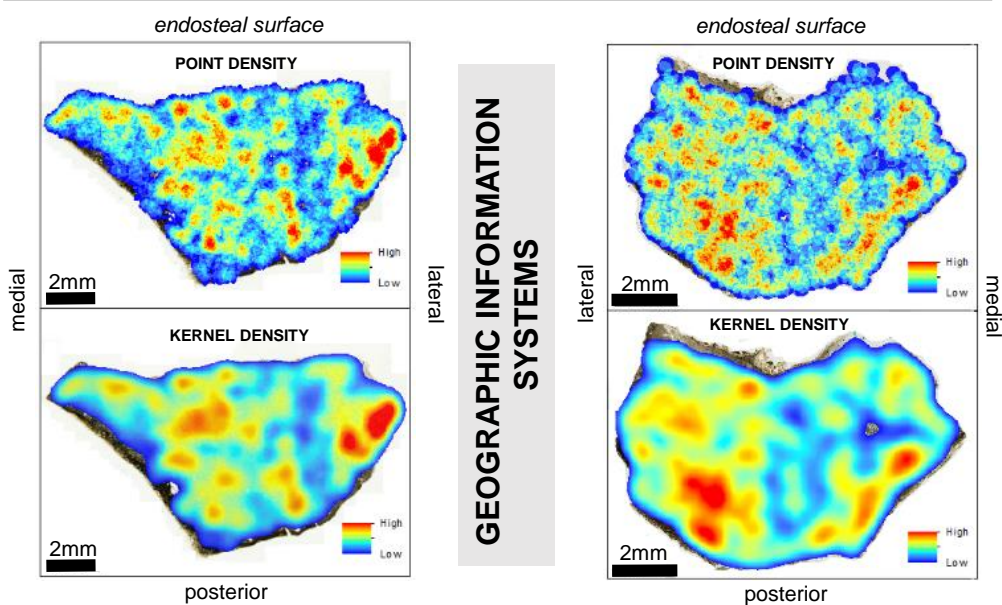 endosteal surface
POINT DENSITY
High
Low
2mm
medial
lateral
KERNEL DENSITY
High
Low
2mm
posterior
GEOGRAPHIC INFORMATION
SYSTEMS
endosteal surface
POINT DENSITY
High
Low
2mm
lateral
medial
KERNEL DENSITY
High
Low
2mm
posterior